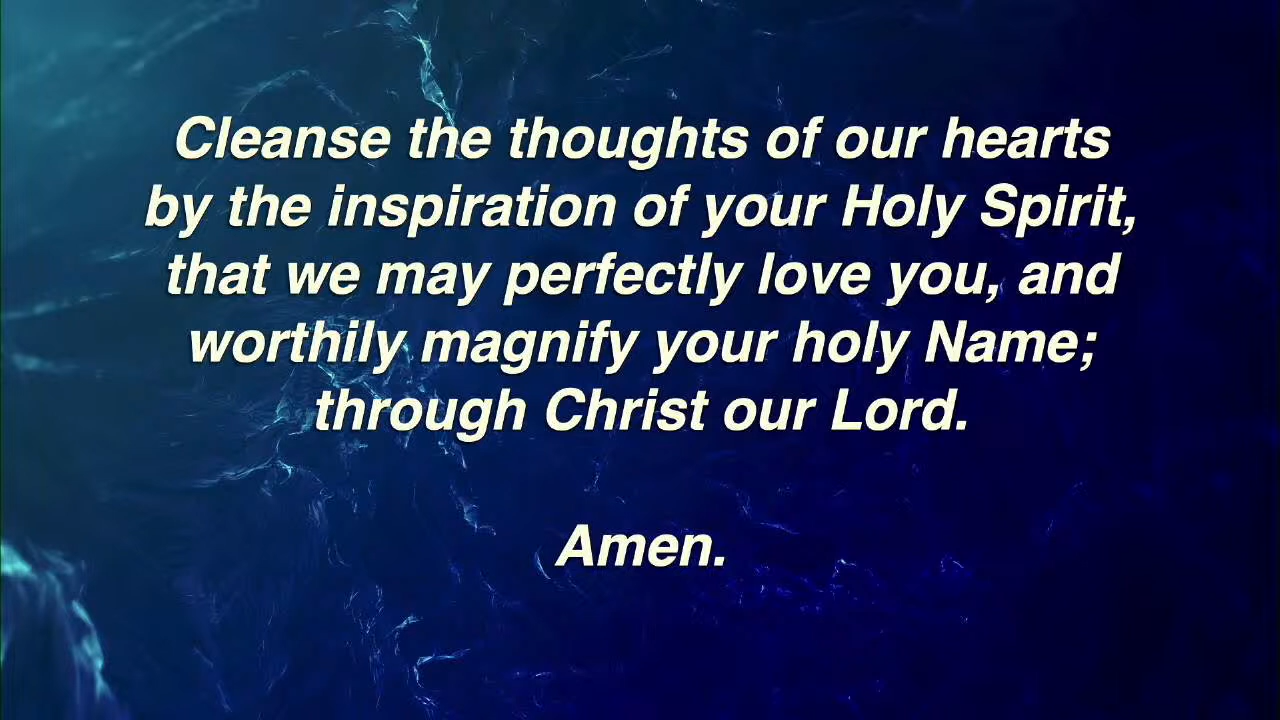 Cleanse the thoughts of our hearts
by the inspiration of your Holy Spirit,
that we may perfectly love you, and
worthily magnify your holy Name;
through Christ our Lord.
Amen.